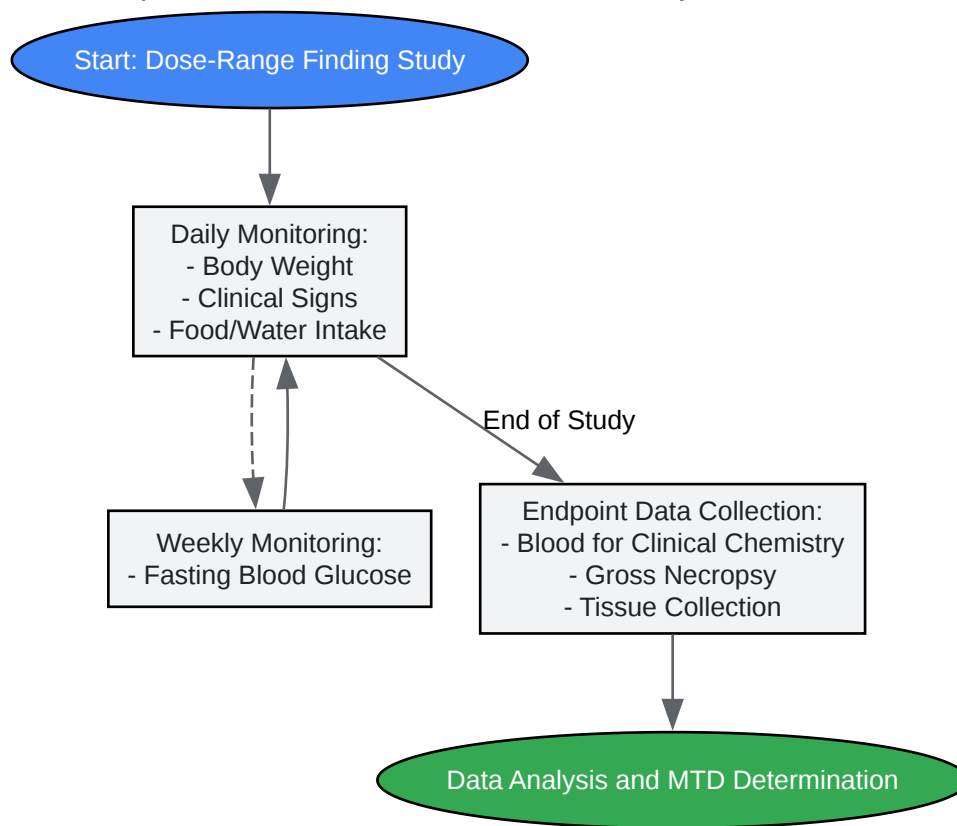 Start: Dose-Range Finding Study
Daily Monitoring:
- Body Weight
- Clinical Signs
- Food/Water Intake
End of Study
Weekly Monitoring:
- Fasting Blood Glucose
Endpoint Data Collection:
- Blood for Clinical Chemistry
- Gross Necropsy
- Tissue Collection
Data Analysis and MTD Determination